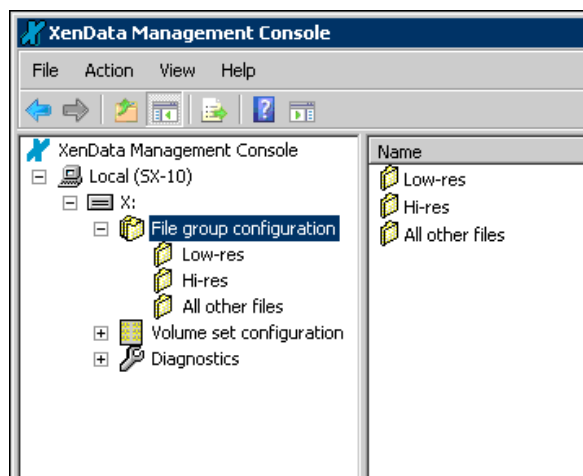 XenData Management Console
File Action View Help
XenData Management Console
Local (SX-10)
X:
File group configuration
Low-res
Hi-res
All other files
Volume set configuration
Diagnostics
Name
Low-res
Hi-res
All other files